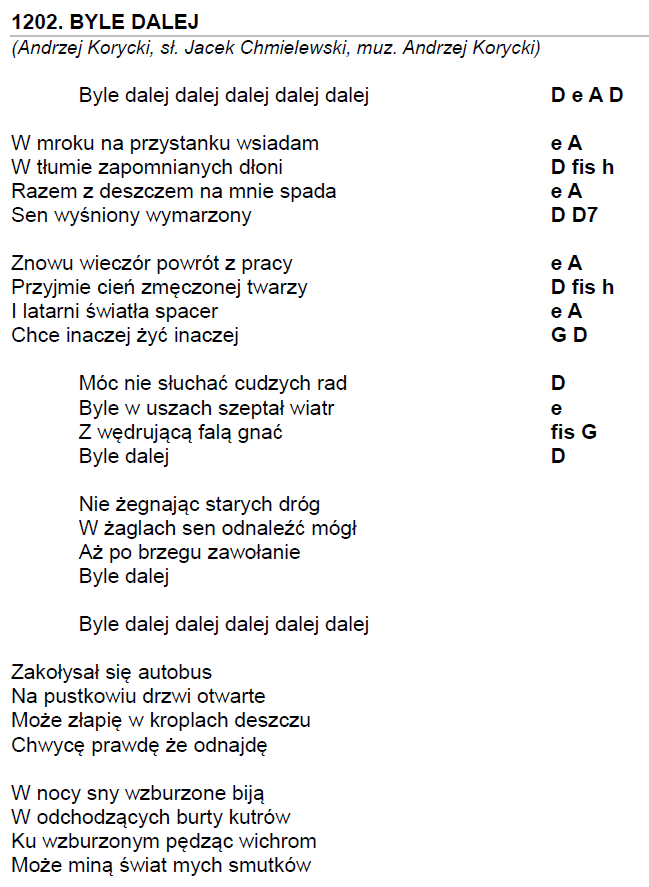 1202. BYLE DALEJ
(Andrzej Korycki, sł. Jacek Chmielewski, muz. Andrzej Korycki)
Byle dalej dalej dalej dalej dalej D e A D
W mroku na przystanku wsiadam e A
W tłumie zapomnianych dłoni D fis h
Razem z deszczem na mnie spada e A
Sen wyśniony wymarzony D D7
Znowu wieczór powrót z pracy e A
Przyjmie cień zmęczonej twarzy D fis h
I latarni światła spacer e A
Chce inaczej żyć inaczej G D
Móc nie słuchać cudzych rad D
Byle w uszach szeptał wiatr e
Z wędrującą falą gnać fis G
Byle dalej D
Nie żegnając starych dróg
W żaglach sen odnaleźć mógł
Aż po brzegu zawołanie
Byle dalej
Byle dalej dalej dalej dalej dalej
Zakołysał się autobus
Na pustkowiu drzwi otwarte
Może złapię w kroplach deszczu
Chwycę prawdę że odnajdę
W nocy sny wzburzone biją
W odchodzących burty kutrów
Ku wzburzonym pędząc wichrom
Może miną świat mych smutków